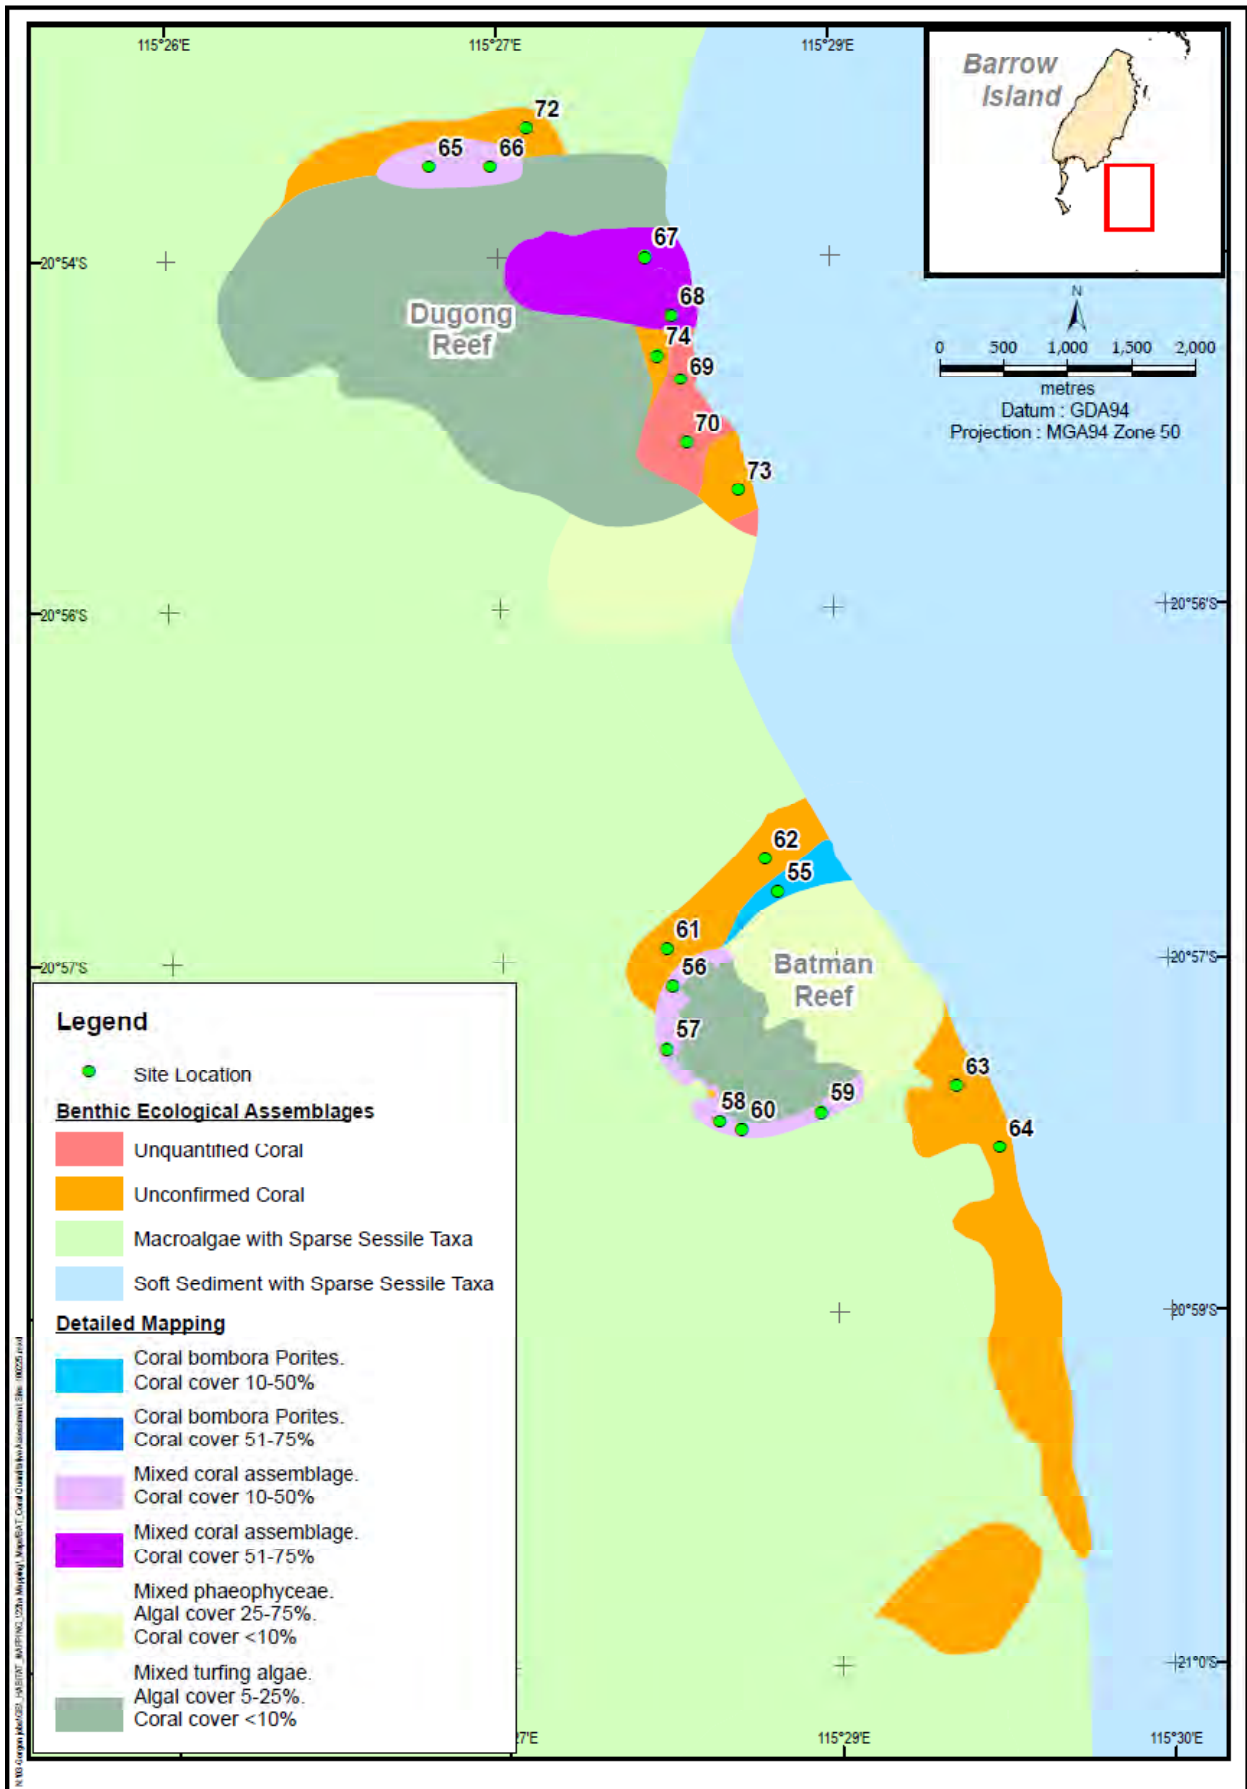 115°26'E
115°27'E
115°29'E
Barrow
Island
72
65
66
67
20°54'S
68
Dugong
Reef
74
69
70
73
N
0 500 1,000 1,500 2,000
metres
Datum : GDA94
Projection : MGA94 Zone 50
20°56'S
20°56'S
62
55
61
56
Batman
Reef
20°57'S
20°57'S
57
63
58
60
59
64
20°59'S
21°0'S
Legend
Site Location
Benthic Ecological Assemblages
Unquantified Coral
Unconfirmed Coral
Macroalgae with Sparse Sessile Taxa
Soft Sediment with Sparse Sessile Taxa
Detailed Mapping
Coral bombora Porites.
Coral cover 10-50%
Coral bombora Porites.
Coral cover 51-75%
Mixed coral assemblage.
Coral cover 10-50%
Mixed coral assemblage.
Coral cover 51-75%
Mixed phaeophyceae.
Algal cover 25-75%.
Coral cover <10%
Mixed turfing algae.
Algal cover 5-25%.
Coral cover <10%
27'E
115°29'E
115°30'E